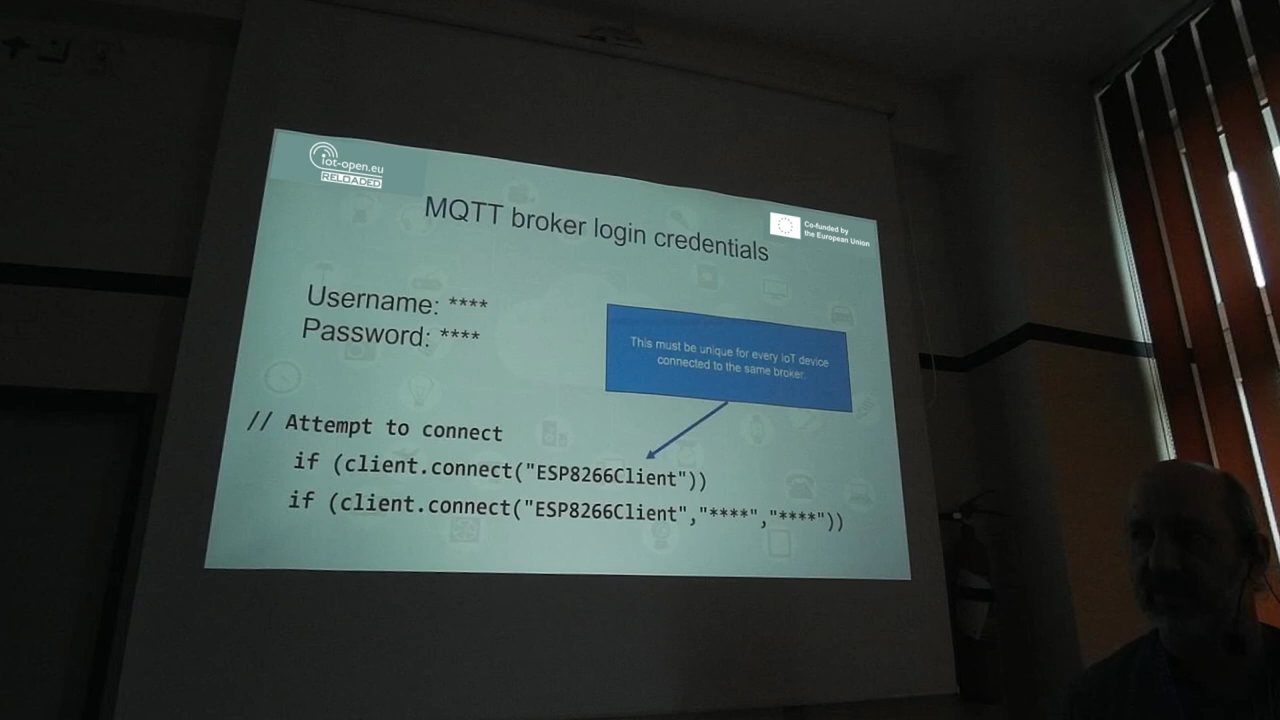 iot-open.eu
RELOADED
MQTT broker login credentials
Co-funded by
the European Union
Username: ****
Password: ****
This must be unique for every IoT device
connected to the same broker.
// Attempt to connect
if (client.connect("ESP8266Client"))
if (client.connect("ESP8266Client","****","****"))